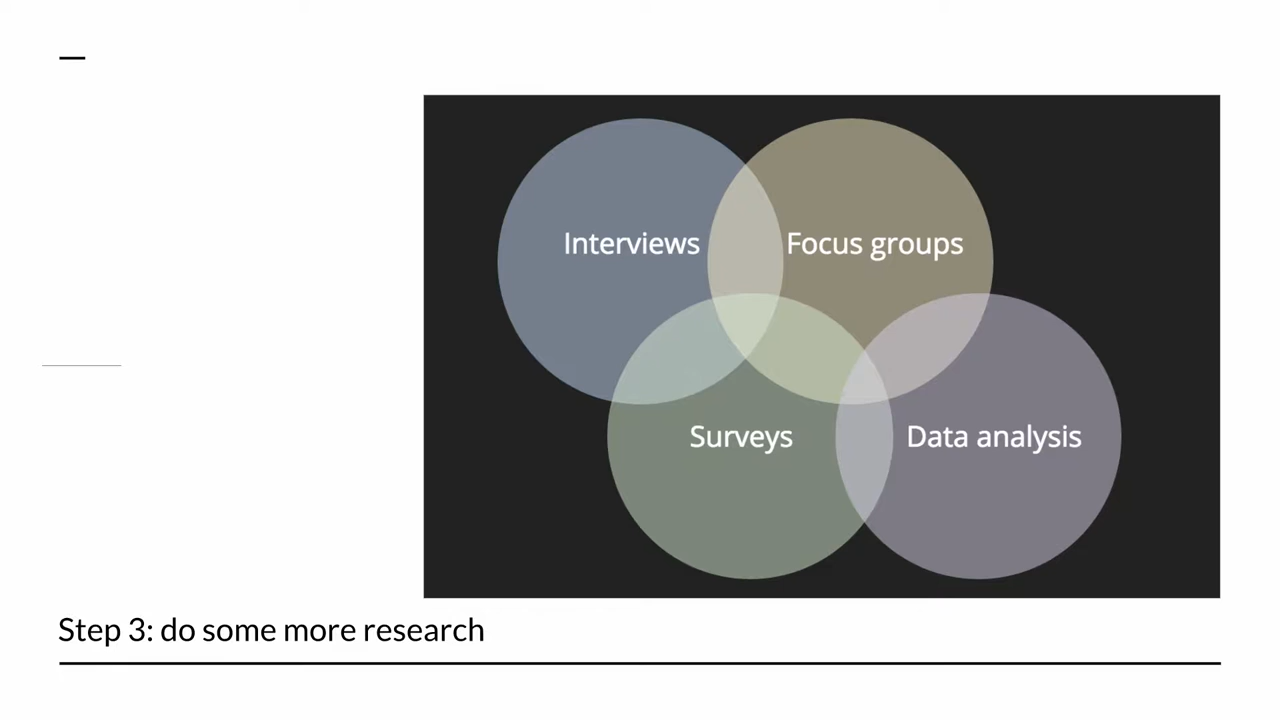 Interviews
Focus groups
Surveys
Data analysis
Step 3: do some more research